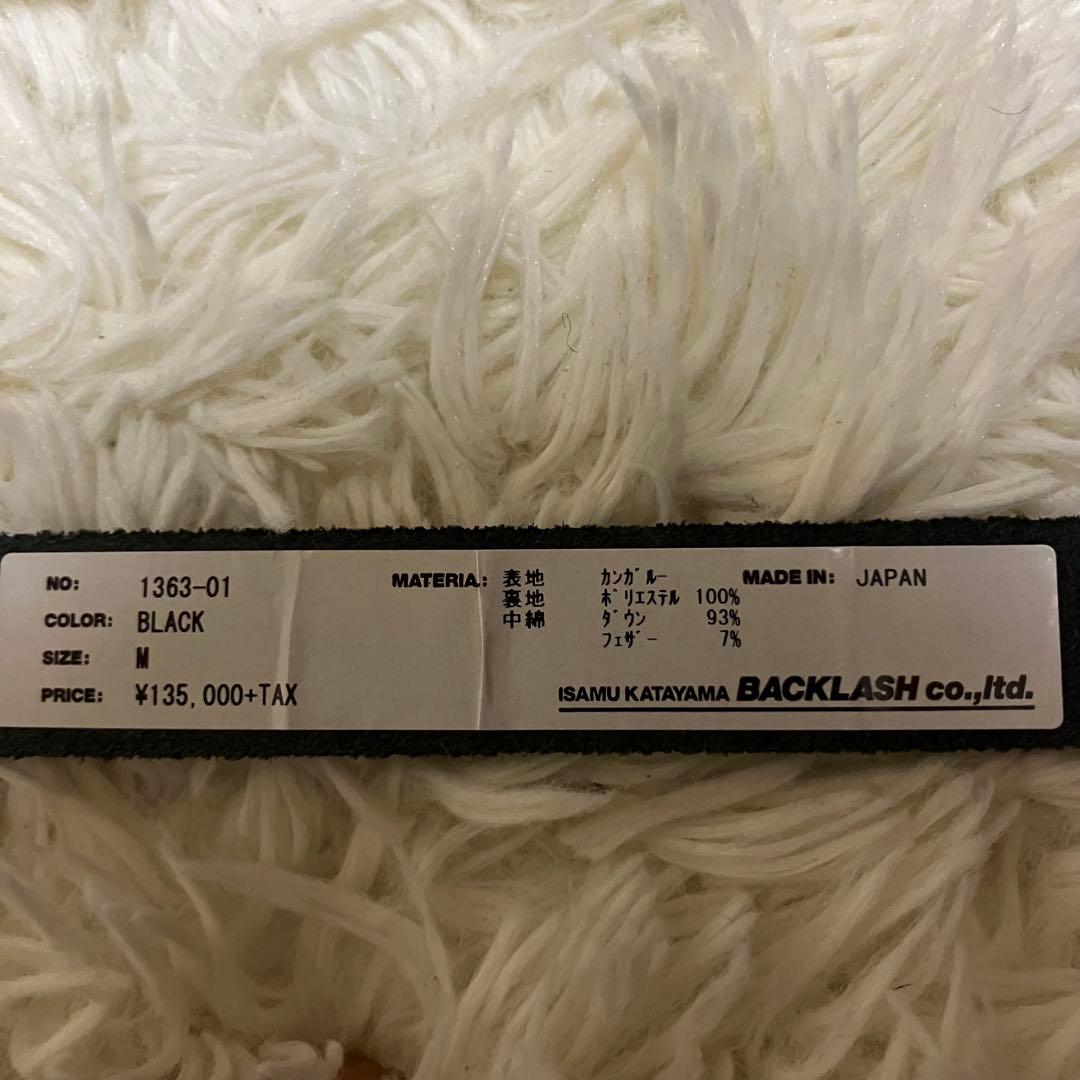 NO: 1363-01
COLOR: BLACK
SIZE: M
PRICE: ¥135,000+TAX
MATERIAL: 表地 カンガルー
裏地 ポリエステル 100%
中綿 ダウン 93%
フェザー 7%
MADE IN: JAPAN
ISAMU KATAYAMA BACKLASH co.,ltd.